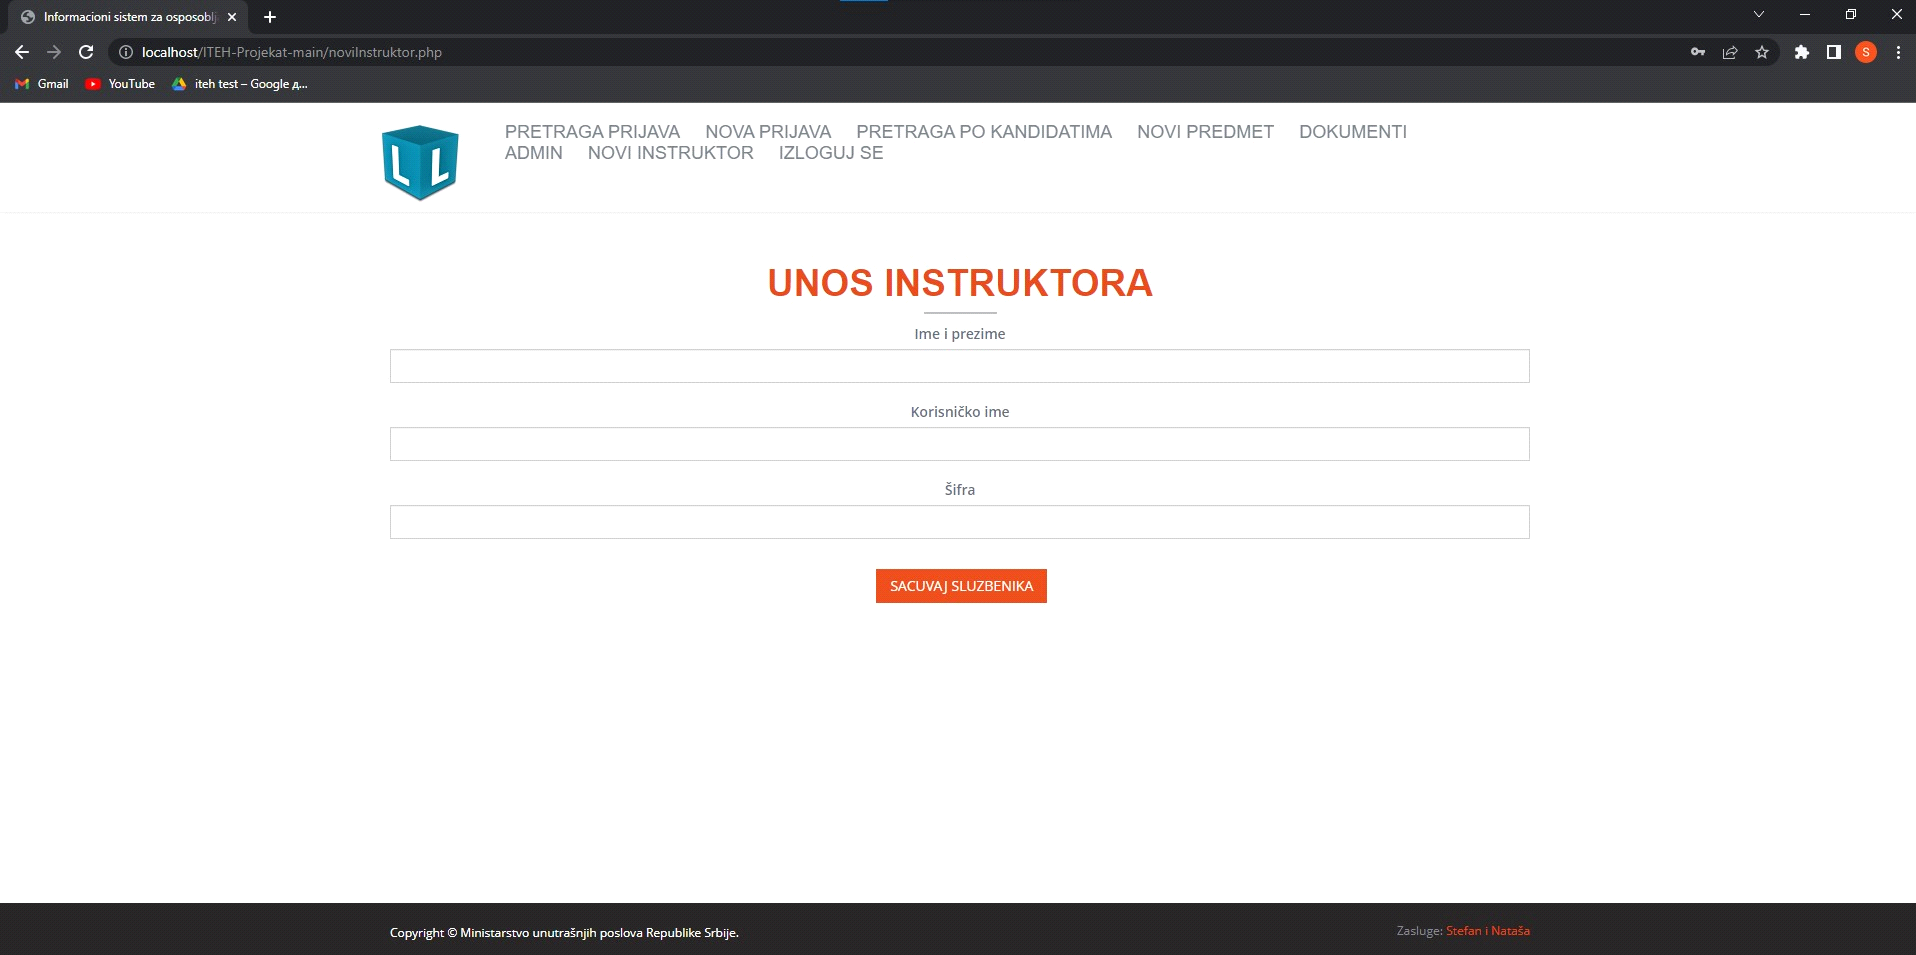 Informacioni sistem za osposoblj
localhost/ITEH-Projekat-main/noviInstruktor.php
S
Gmail YouTube iteh test – Google д...
LL
PRETRAGA PRIJAVA NOVA PRIJAVA PRETRAGA PO KANDIDATIMA NOVI PREDMET DOKUMENTI
ADMIN NOVI INSTRUKTOR IZLOGUJ SE
UNOS INSTRUKTORA
Ime i prezime
Korisničko ime
Šifra
SACUVAJ SLUZBENIKA
Copyright © Ministarstvo unutrašnjih poslova Republike Srbije.
Zasluge: Stefan i Nataša